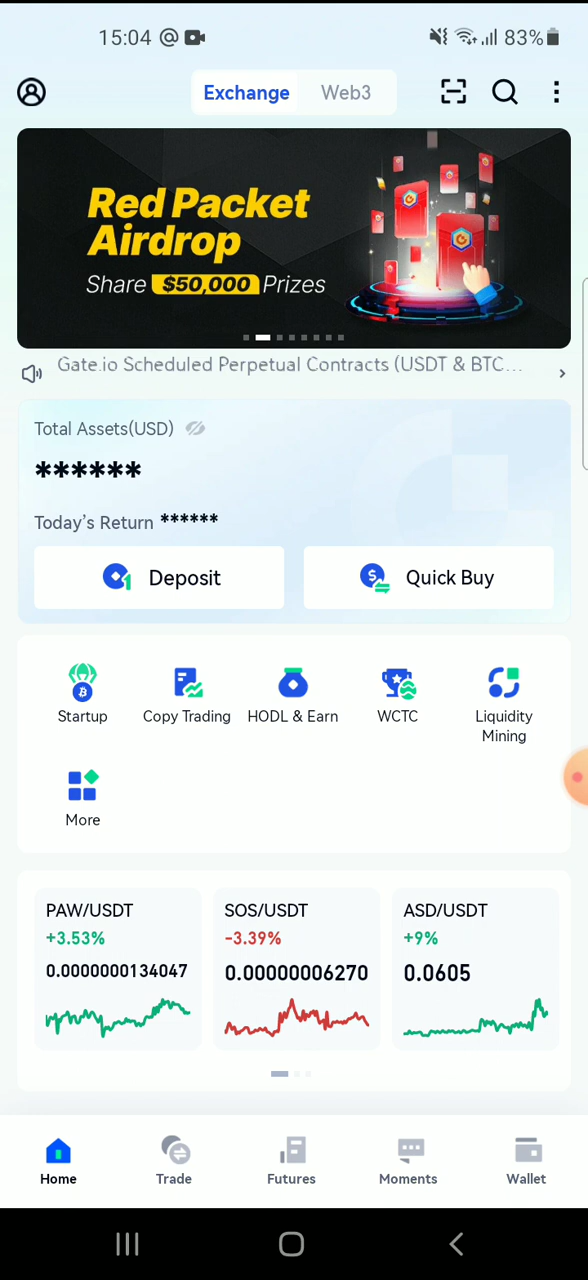 15:04
83%
Exchange
Web3
Red Packet
Airdrop
Share $50,000 Prizes
Gate.io Scheduled Perpetual Contracts (USDT & BTC...
Total Assets(USD)
******
Today's Return ******
Deposit
Quick Buy
Startup
Copy Trading
HODL & Earn
WCTC
Liquidity
Mining
More
PAW/USDT
+3.53%
0.0000000134047
SOS/USDT
-3.39%
0.00000006270
ASD/USDT
+9%
0.0605
Home
Trade
Futures
Moments
Wallet